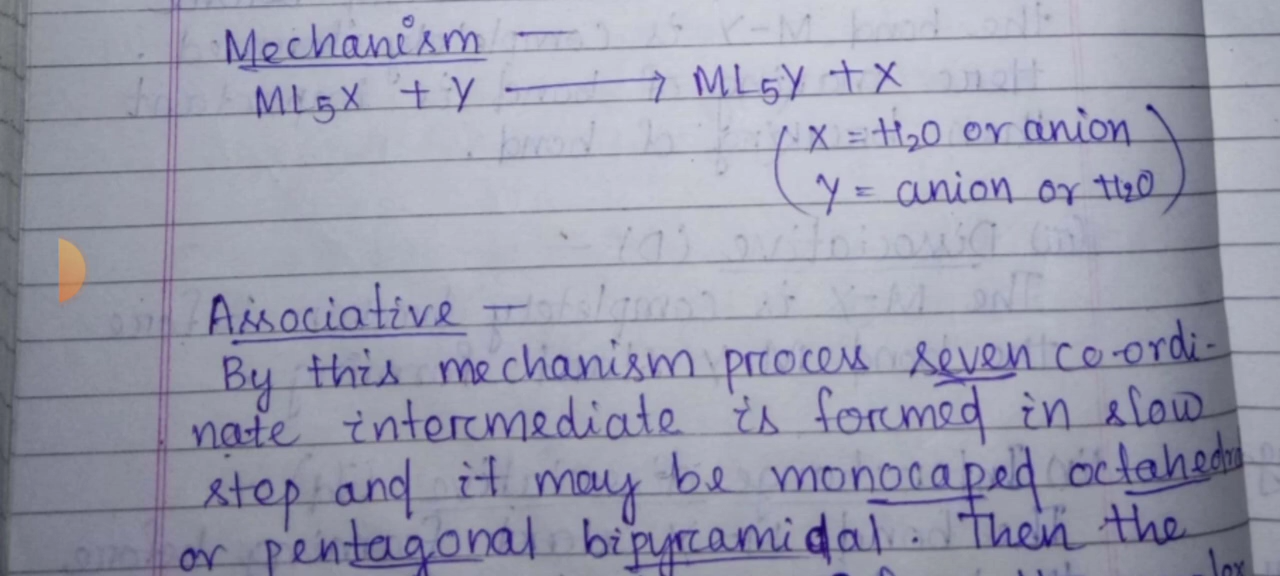 Mechanism —
ML5X + Y ⟶ ML5Y + X
(X = H2O or anion
Y = anion or H2O)
Associative —
By this mechanism process seven co-ordi-
nate intermediate is formed in slow
step and it may be monocaped octahedral
or pentagonal bipyramidal. Then the